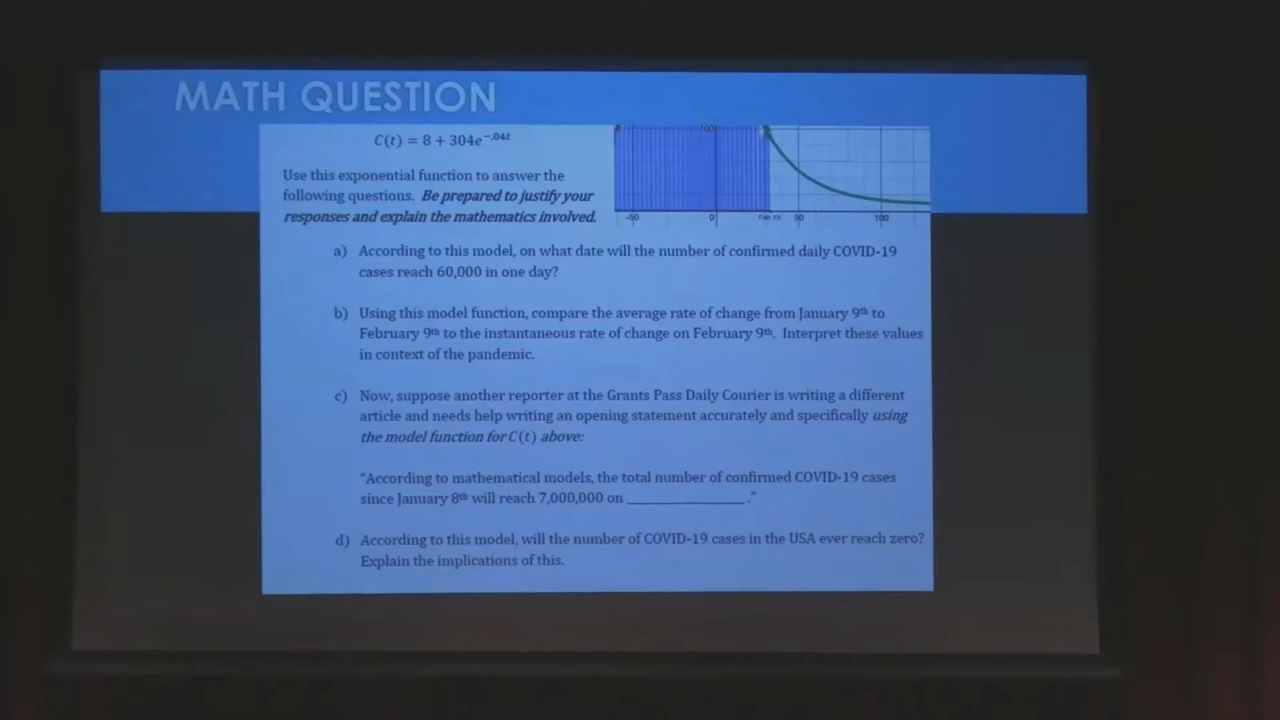 MATH QUESTION
C(t) = 8 + 304e^-.04t
Use this exponential function to answer the
following questions. Be prepared to justify your
responses and explain the mathematics involved.
100
-50 0 50 100
a) According to this model, on what date will the number of confirmed daily COVID-19
cases reach 60,000 in one day?
b) Using this model function, compare the average rate of change from January 9th to
February 9th to the instantaneous rate of change on February 9th. Interpret these values
in context of the pandemic.
c) Now, suppose another reporter at the Grants Pass Daily Courier is writing a different
article and needs help writing an opening statement accurately and specifically using
the model function for C(t) above:
"According to mathematical models, the total number of confirmed COVID-19 cases
since January 8th will reach 7,000,000 on ______________."
d) According to this model, will the number of COVID-19 cases in the USA ever reach zero?
Explain the implications of this.